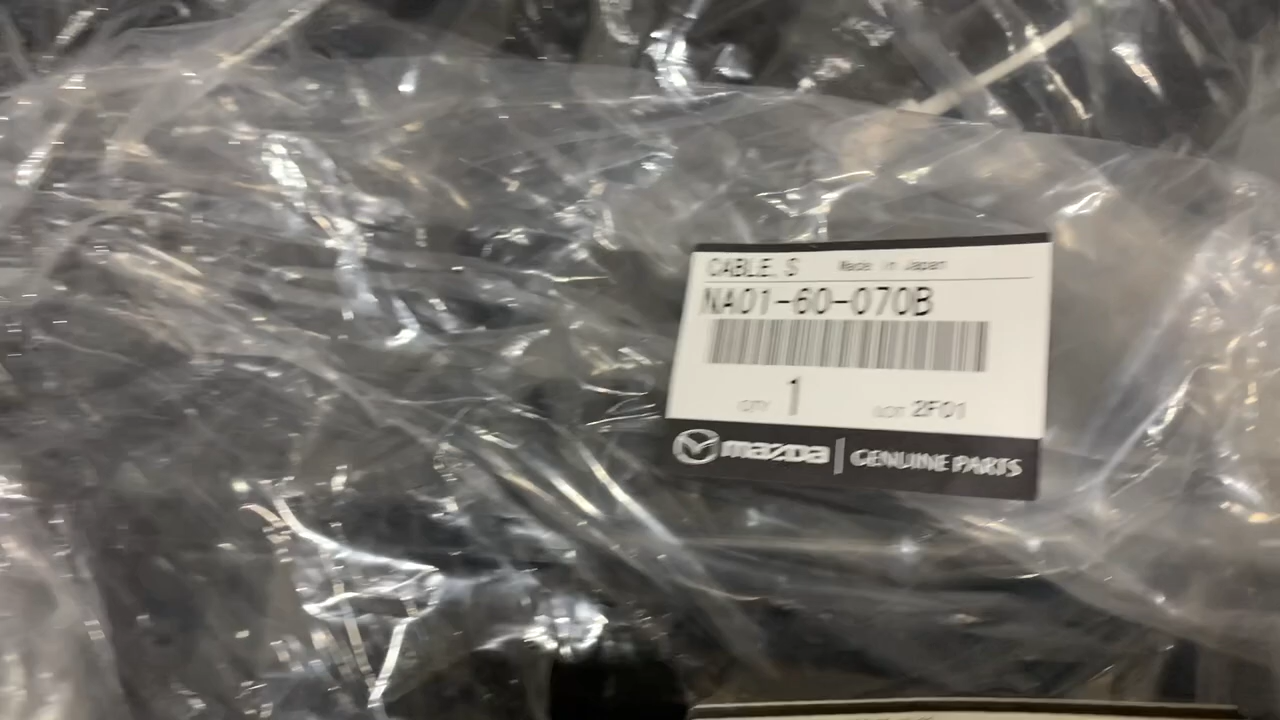 CABLE, S Made in Japan
NA01-60-070B
QTY 1 LOT 2F01
mazda | GENUINE PARTS